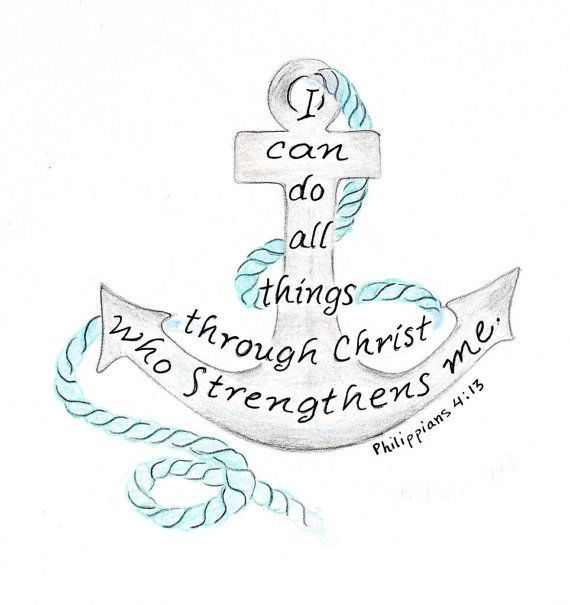 I
can
do
all
things
through Christ
who Strengthens me.
Philippians 4:13